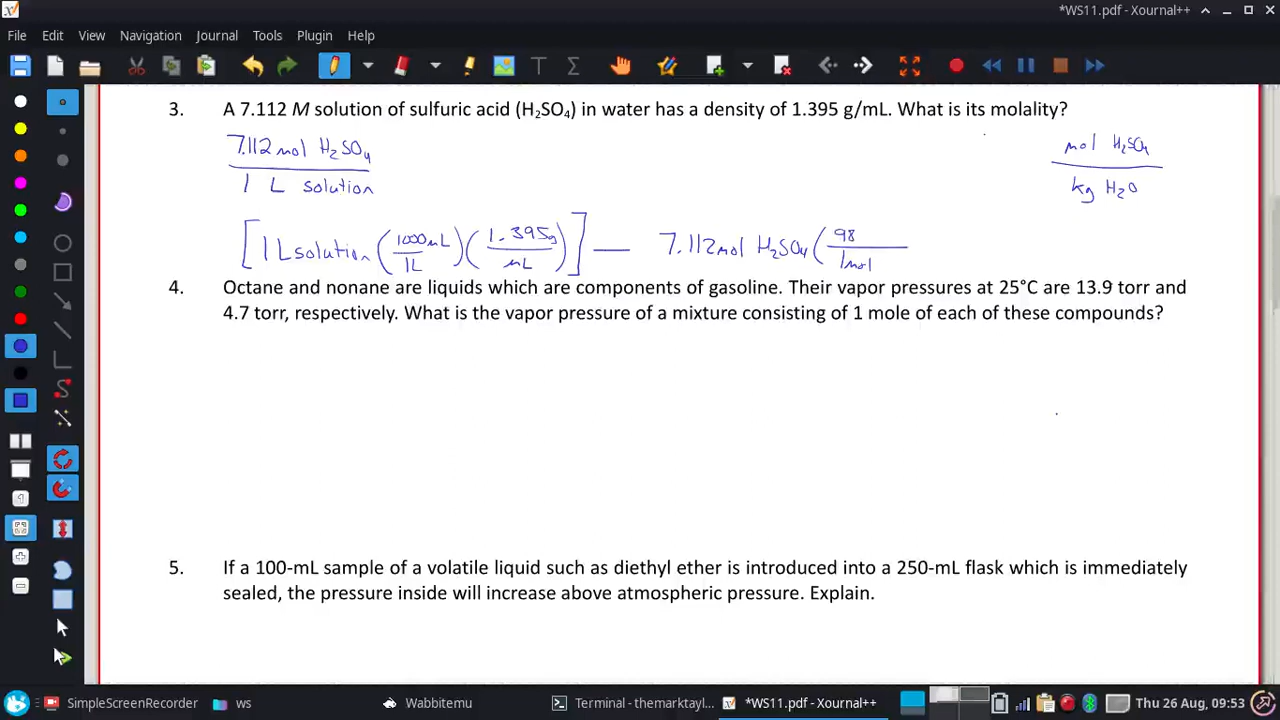 *WS11.pdf - Xournal++
File Edit View Navigation Journal Tools Plugin Help
3. A 7.112 M solution of sulfuric acid (H₂SO₄) in water has a density of 1.395 g/mL. What is its molality?
7.112 mol H₂SO₄
1 L solution
mol H₂SO₄
kg H₂O
[1 L solution (1000mL/1L)(1.395g/mL)] — 7.112mol H₂SO₄ (98/1mol
4. Octane and nonane are liquids which are components of gasoline. Their vapor pressures at 25°C are 13.9 torr and
4.7 torr, respectively. What is the vapor pressure of a mixture consisting of 1 mole of each of these compounds?
5. If a 100-mL sample of a volatile liquid such as diethyl ether is introduced into a 250-mL flask which is immediately
sealed, the pressure inside will increase above atmospheric pressure. Explain.
SimpleScreenRecorder ws Wabbitemu Terminal - themarktayl... *WS11.pdf - Xournal++ Thu 26 Aug, 09:53